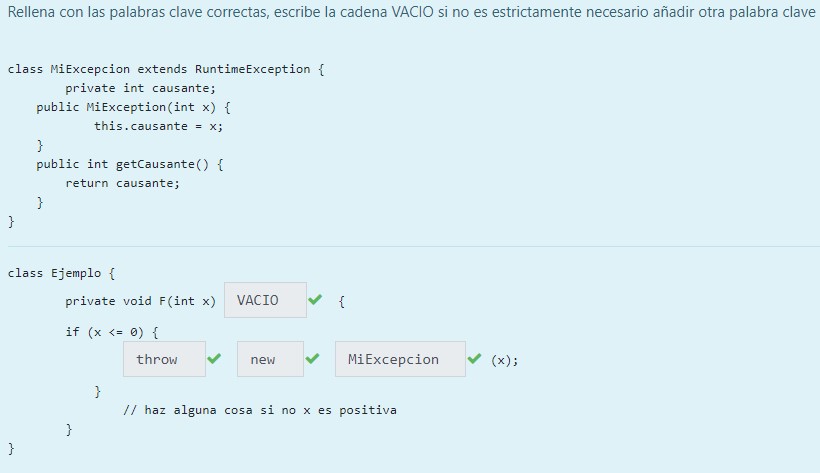 Rellena con las palabras clave correctas, escribe la cadena VACIO si no es estrictamente necesario añadir otra palabra clave
class MiExcepcion extends RuntimeException {
private int causante;
public MiException(int x) {
this.causante = x;
}
public int getCausante() {
return causante;
}
}
class Ejemplo {
private void F(int x) VACIO {
if (x <= 0) {
throw new MiExcepcion (x);
}
// haz alguna cosa si no x es positiva
}
}